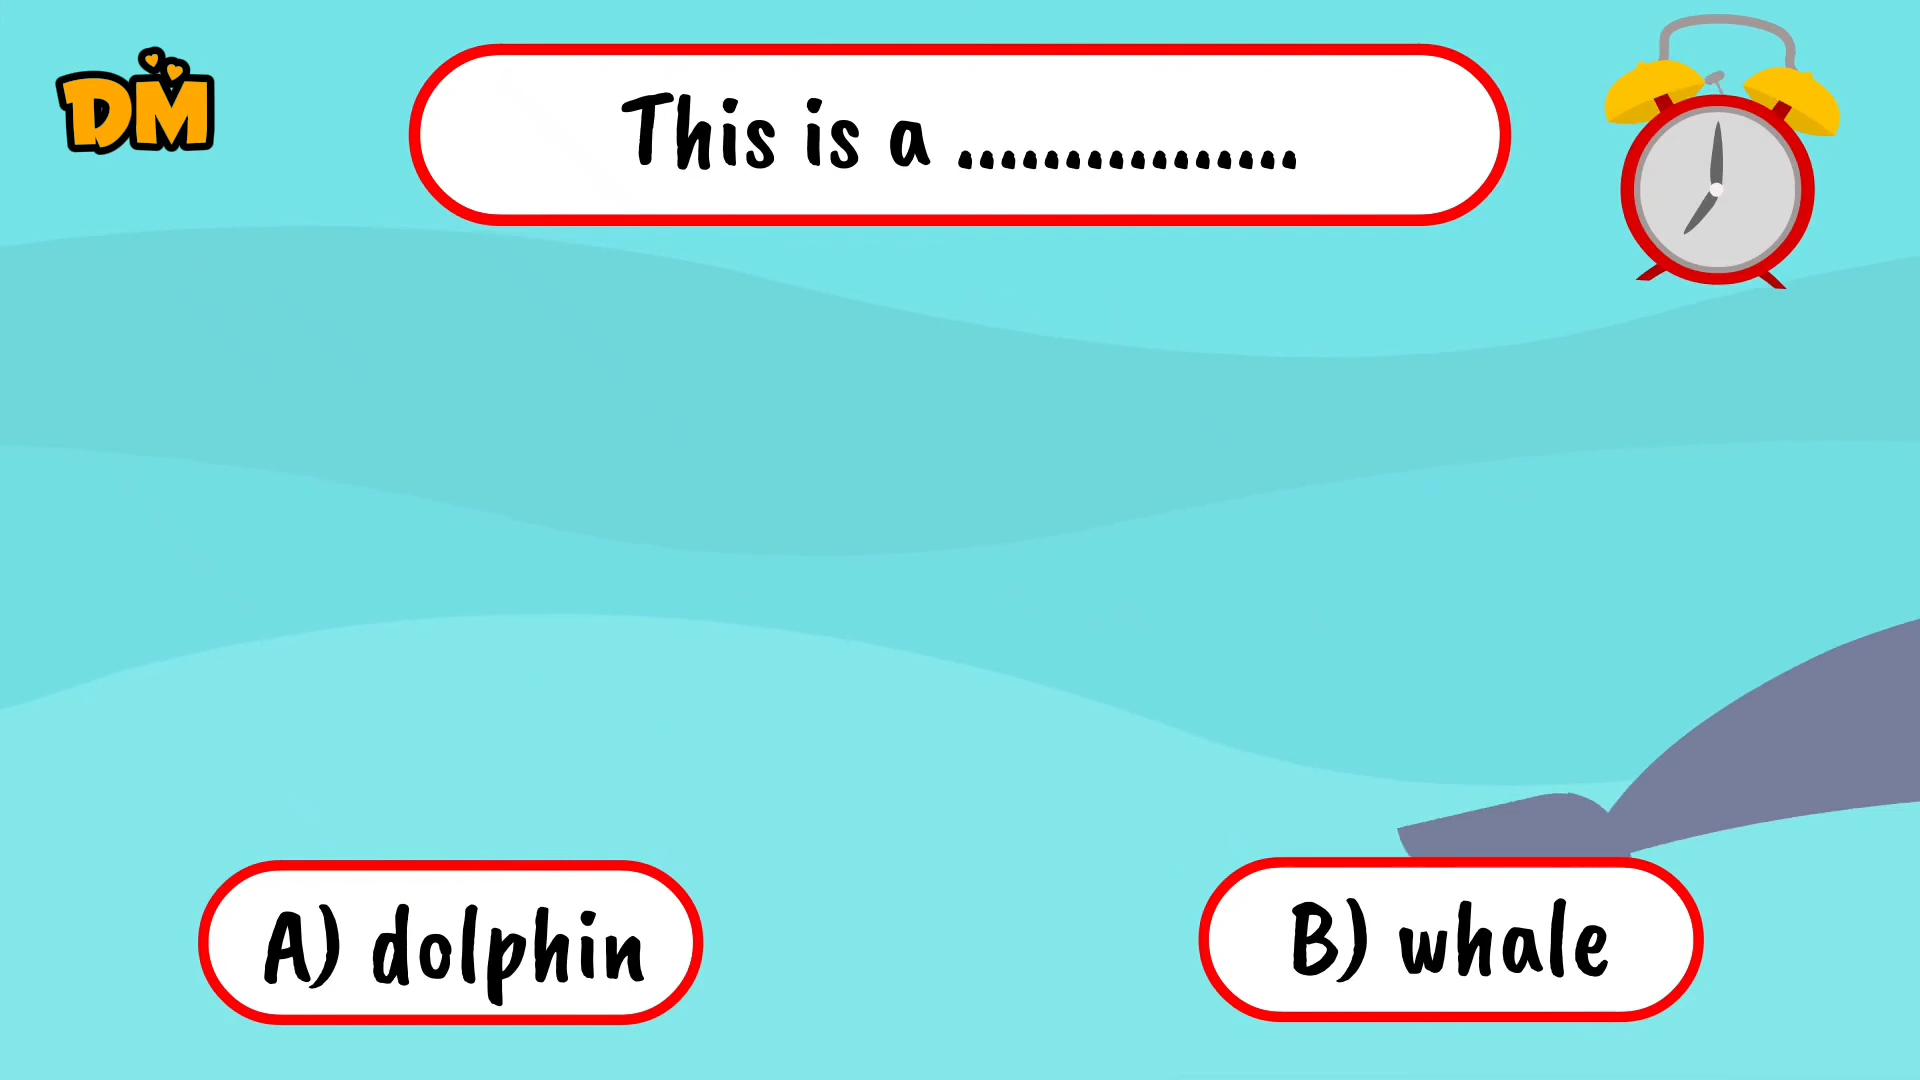 DM
This is a ................
A) dolphin
B) whale